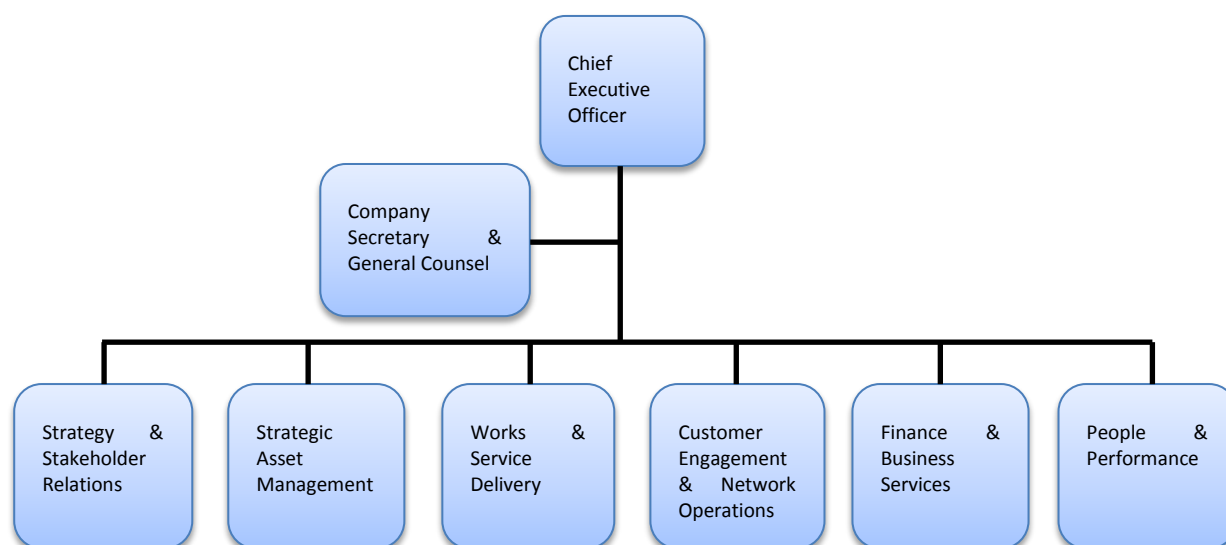 Chief
Executive
Officer
Company
Secretary &
General Counsel
Strategy &
Stakeholder
Relations
Strategic
Asset
Management
Works &
Service
Delivery
Customer
Engagement
& Network
Operations
Finance &
Business
Services
People &
Performance